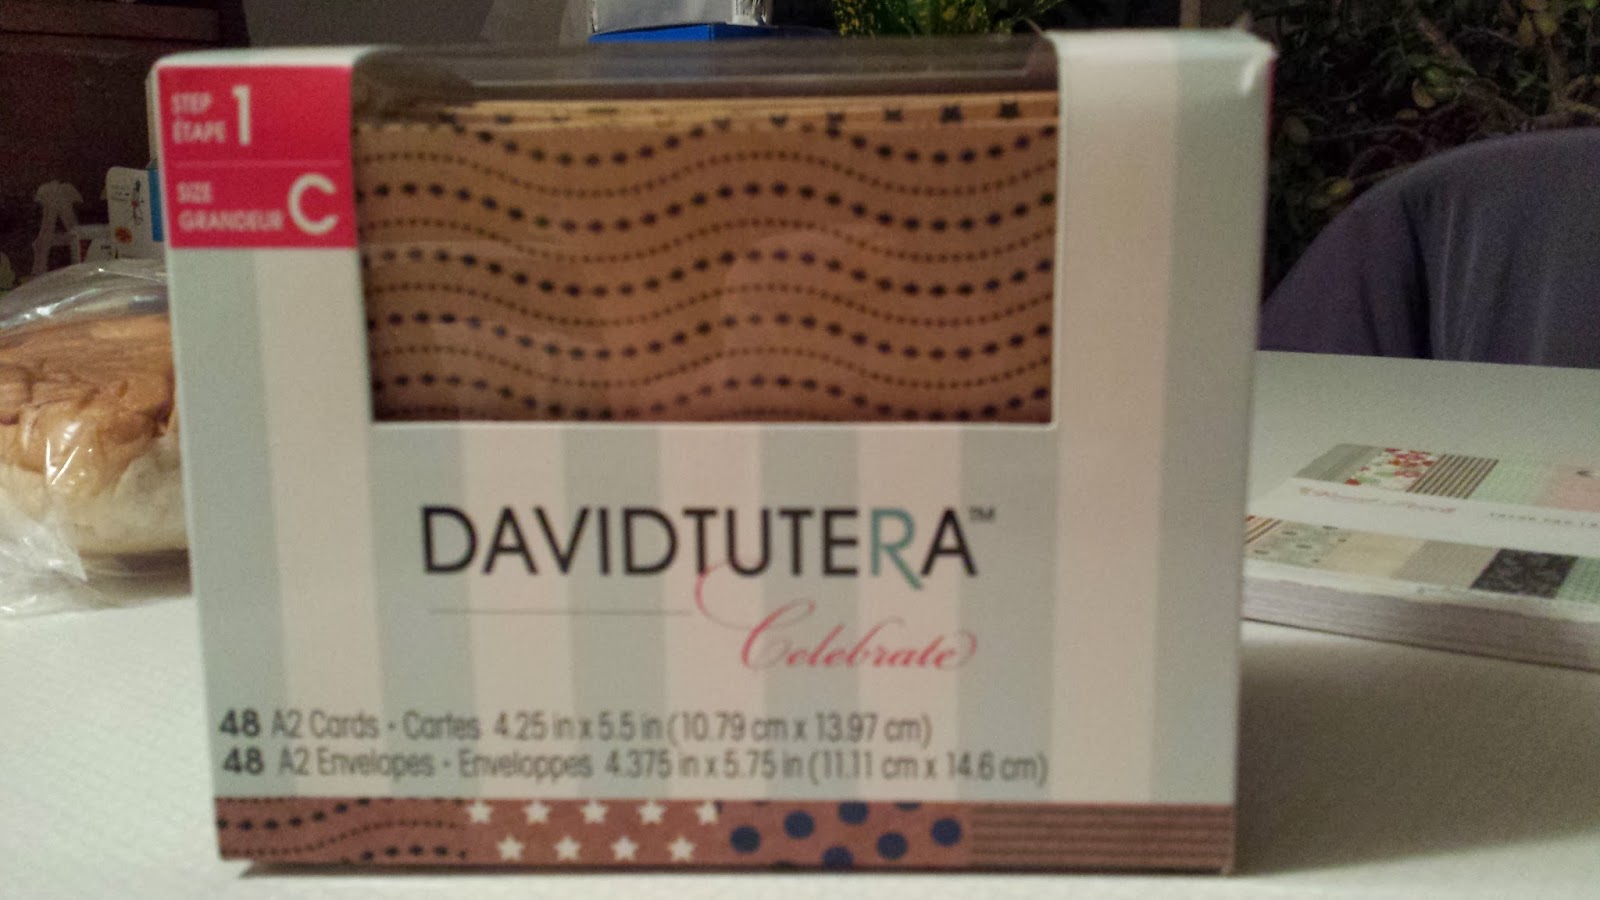 STEP
ÉTAPE 1
SIZE
GRANDEUR C
DAVIDTUTERA™
Celebrate
48 A2 Cards - Cartes 4.25 in x 5.5 in (10.79 cm x 13.97 cm)
48 A2 Envelopes - Enveloppes 4.375 in x 5.75 in (11.11 cm x 14.6 cm)